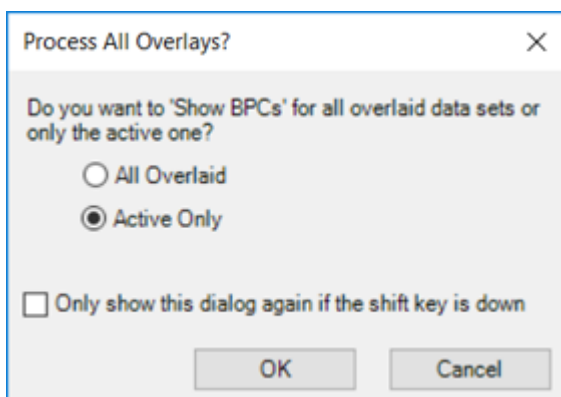 Process All Overlays?
Do you want to 'Show BPCs' for all overlaid data sets or
only the active one?
All Overlaid
Active Only
Only show this dialog again if the shift key is down
OK
Cancel